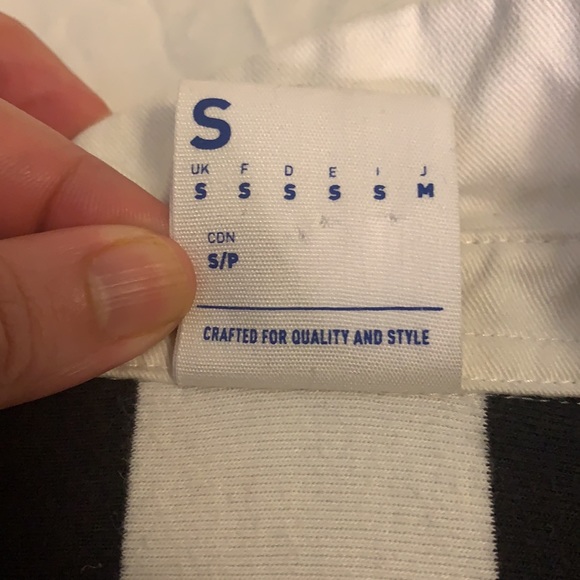 S
UK F D E I J
S S S S S M
CDN
S/P
CRAFTED FOR QUALITY AND STYLE